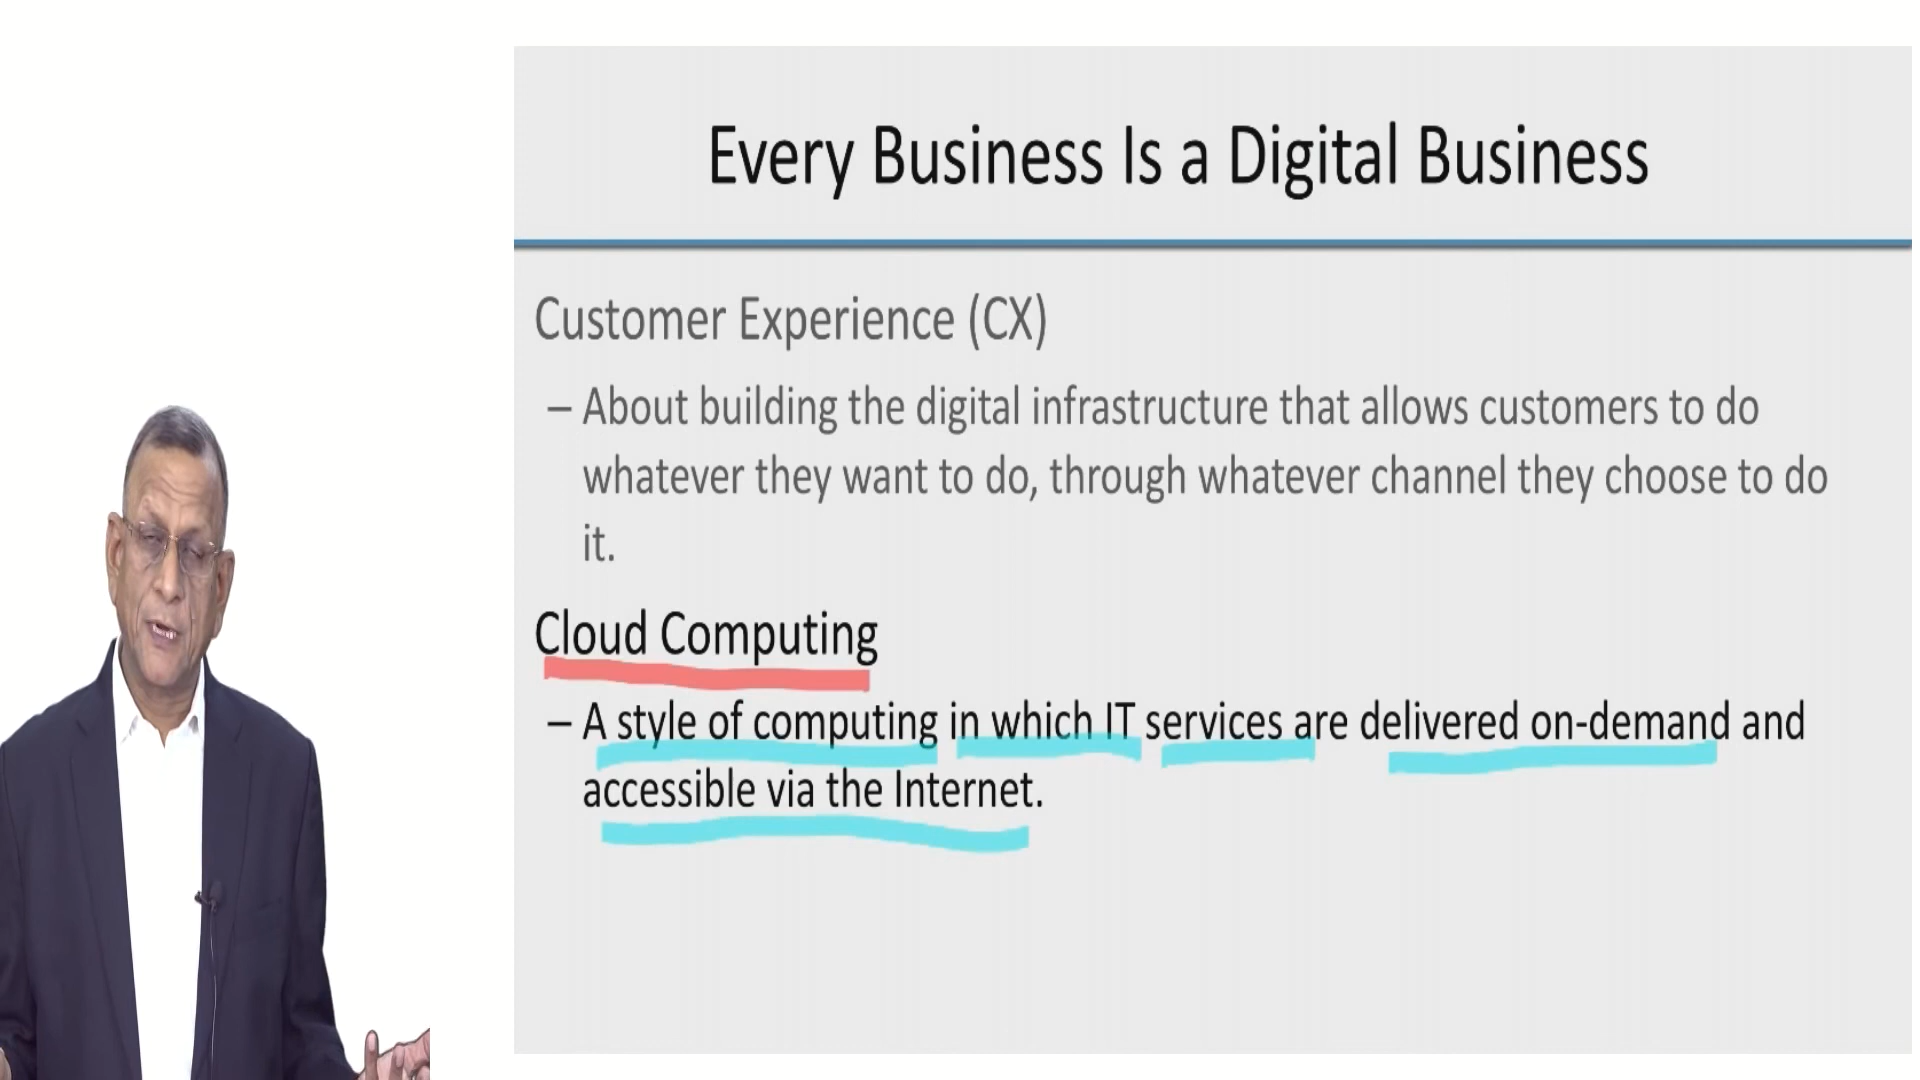 Every Business Is a Digital Business
Customer Experience (CX)
– About building the digital infrastructure that allows customers to do
whatever they want to do, through whatever channel they choose to do
it.
Cloud Computing
– A style of computing in which IT services are delivered on-demand and
accessible via the Internet.